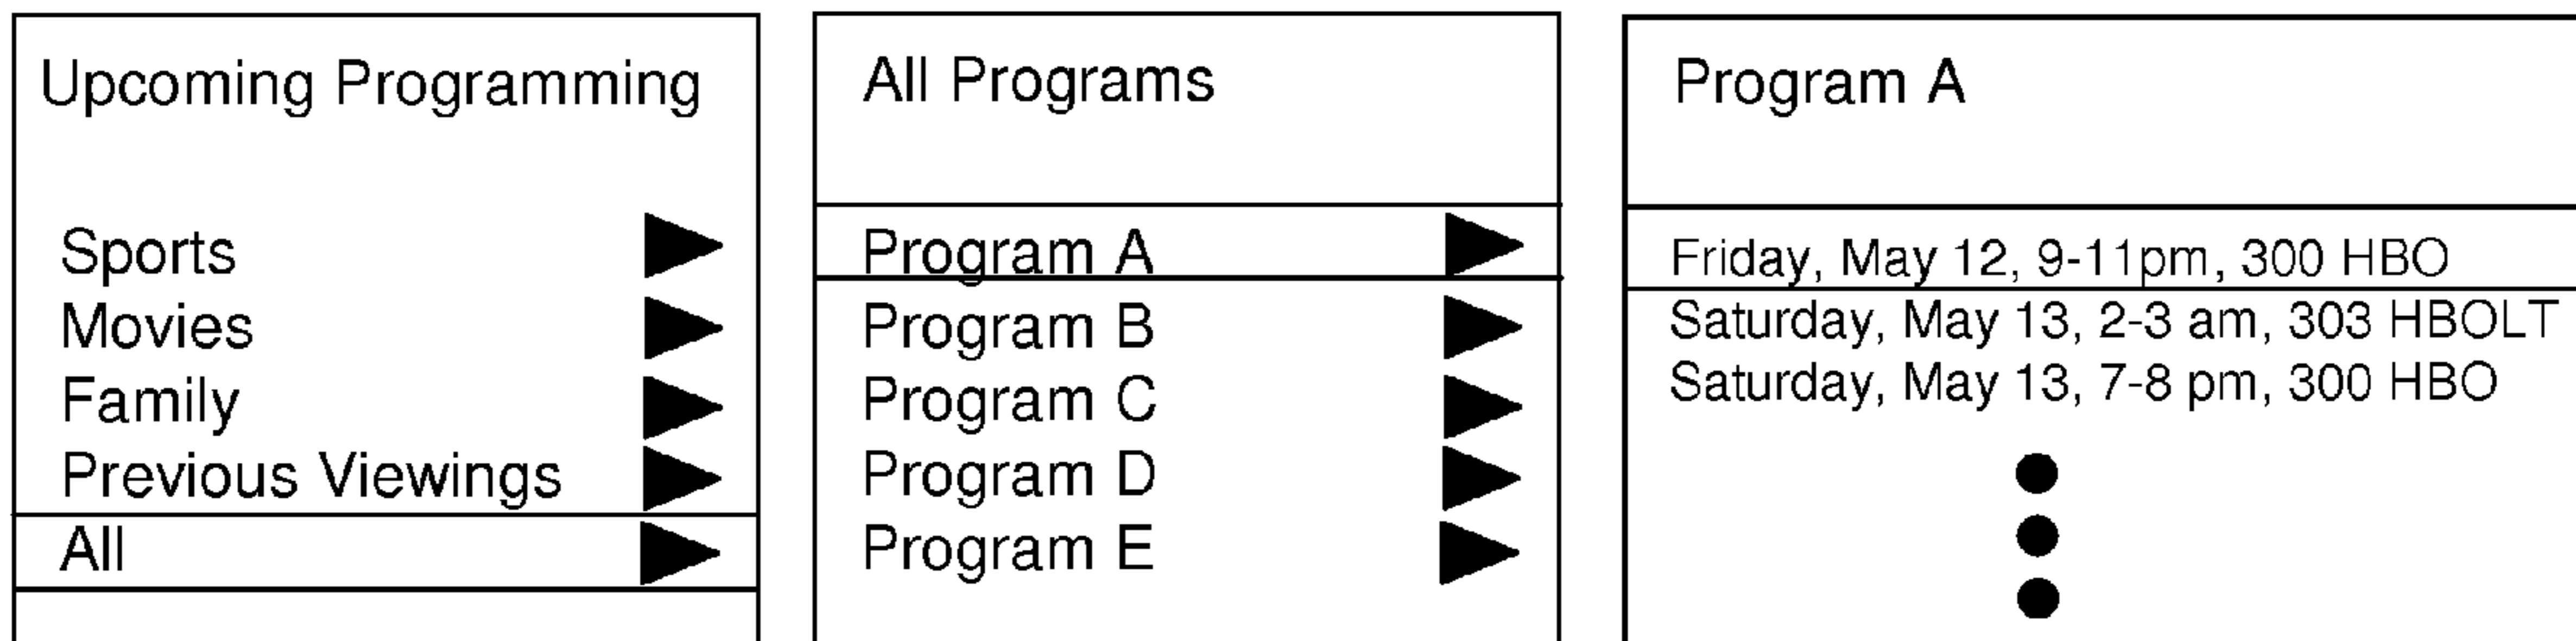 Upcoming Programming
Sports
Movies
Family
Previous Viewings
All
All Programs
Program A
Program B
Program C
Program D
Program E
Program A
Friday, May 12, 9-11pm, 300 HBO
Saturday, May 13, 2-3 am, 303 HBOLT
Saturday, May 13, 7-8 pm, 300 HBO